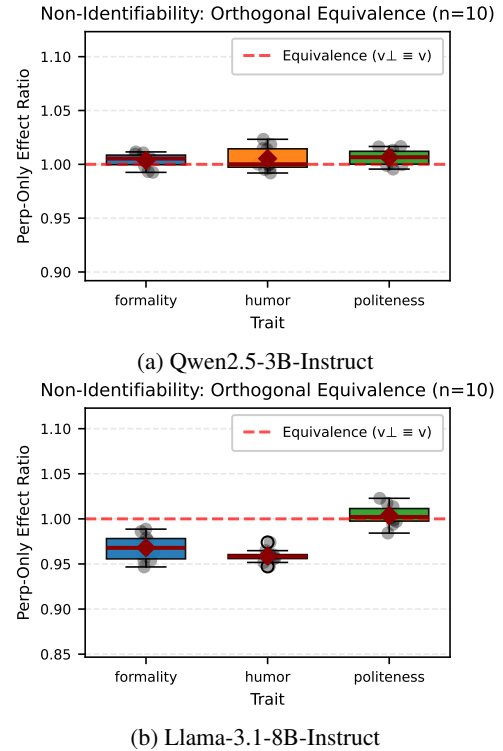 Non-Identifiability: Orthogonal Equivalence (n=10)
Equivalence (v⊥ ≡ v)
1.10
1.05
1.00
0.95
0.90
Perp-Only Effect Ratio
formality humor politeness
Trait
(a) Qwen2.5-3B-Instruct
Non-Identifiability: Orthogonal Equivalence (n=10)
Equivalence (v⊥ ≡ v)
1.10
1.05
1.00
0.95
0.90
0.85
Perp-Only Effect Ratio
formality humor politeness
Trait
(b) Llama-3.1-8B-Instruct